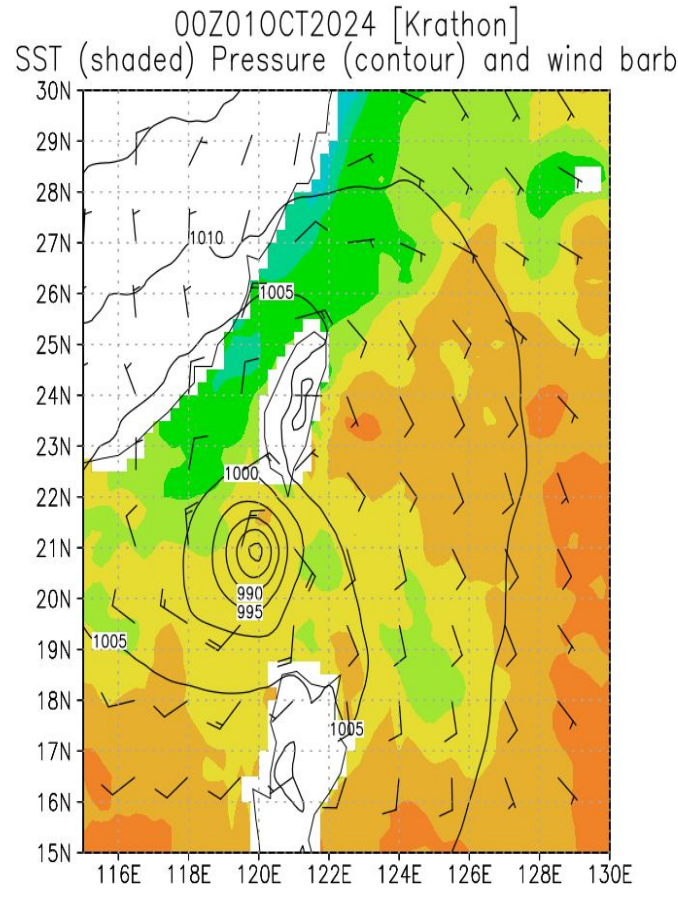 00Z01OCT2024 [Krathon]
SST (shaded) Pressure (contour) and wind barb
30N
29N
28N
27N
26N
25N
24N
23N
22N
21N
20N
19N
18N
17N
16N
15N
1010
1005
1000
990
995
1005
1005
116E 118E 120E 122E 124E 126E 128E 130E